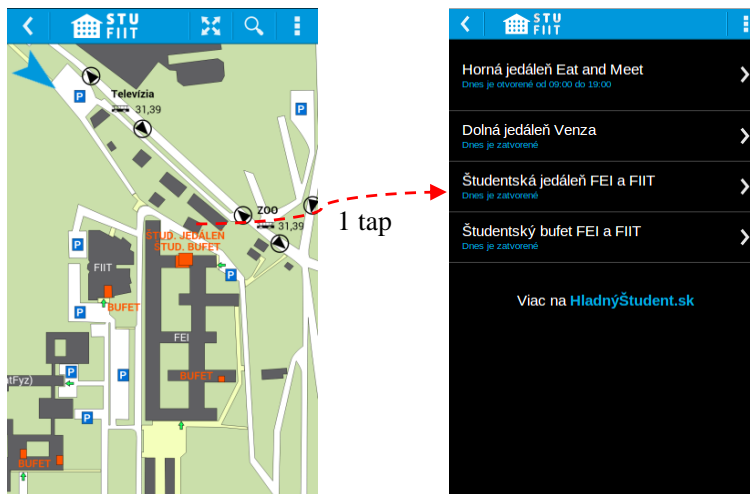 STU
FIIT
Televízia
31,39
P
P
ZOO
31,39
STUD. JEDÁLEŇ
STUD. BUFET
P
P
FIIT
BUFET
P
FEI
P
P
BUFET
P
BUFET
1 tap
STU
FIIT
Horná jedáleň Eat and Meet
Dnes je otvorené od 09:00 do 19:00
Dolná jedáleň Venza
Dnes je zatvorené
Študentská jedáleň FEI a FIIT
Dnes je zatvorené
Študentský bufet FEI a FIIT
Dnes je zatvorené
Viac na HladnýŠtudent.sk